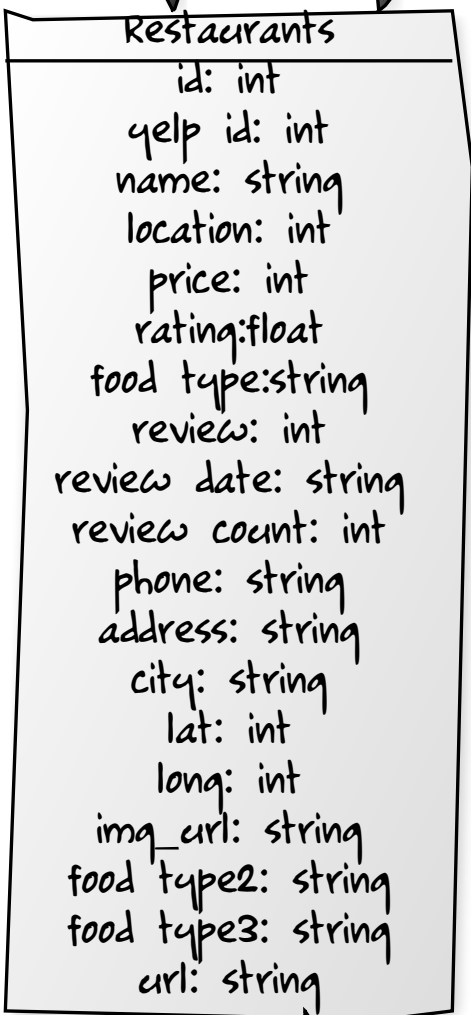 Restaurants
id: int
yelp id: int
name: string
location: int
price: int
rating:float
food type:string
review: int
review date: string
review count: int
phone: string
address: string
city: string
lat: int
long: int
img_url: string
food type2: string
food type3: string
url: string